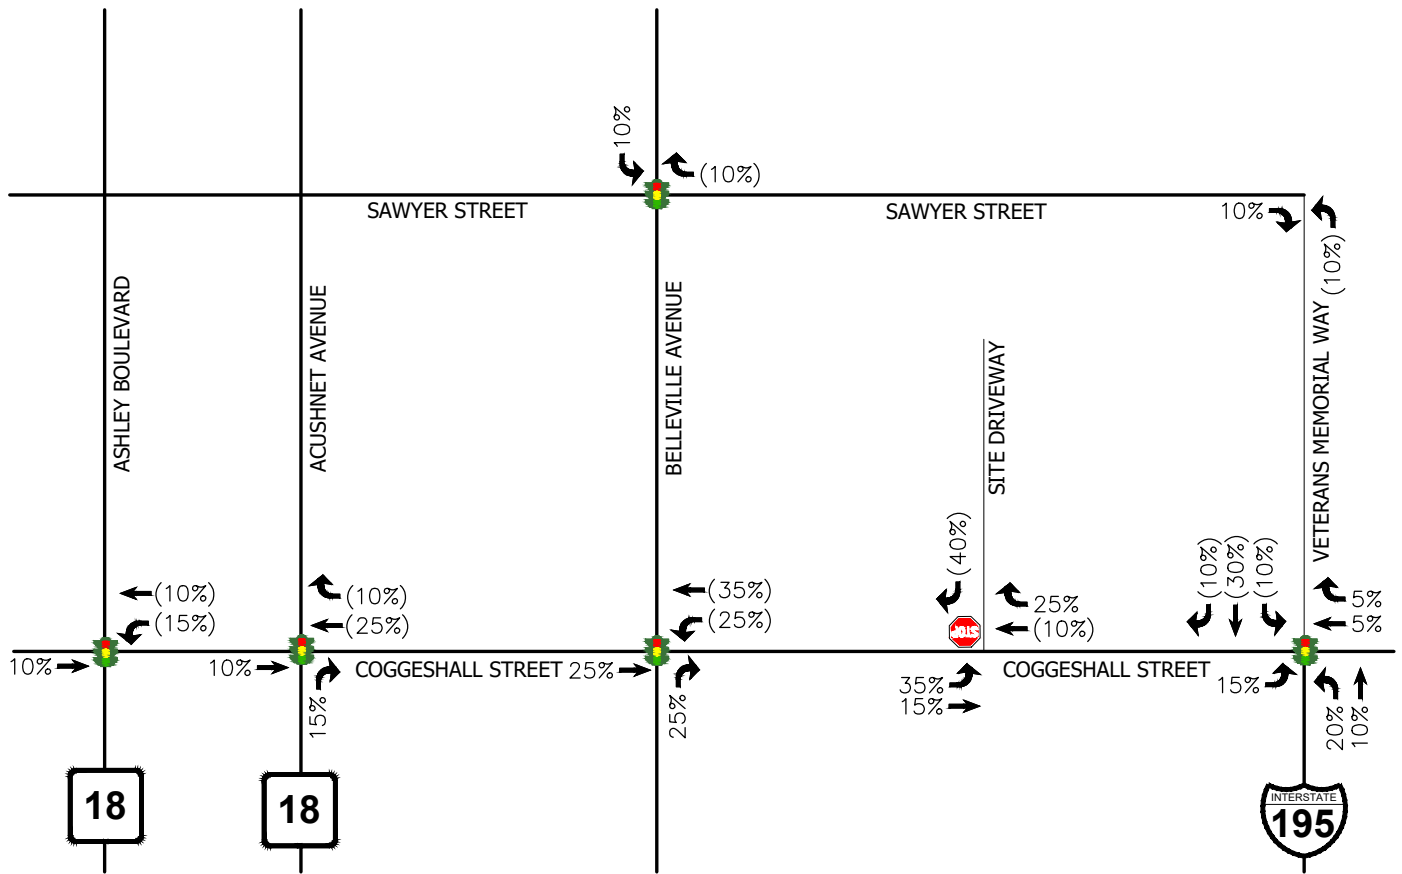 10%
(10%)
SAWYER STREET
SAWYER STREET
10%
(10%)
ASHLEY BOULEVARD
ACUSHNET AVENUE
BELLEVILLE AVENUE
SITE DRIVEWAY
VETERANS MEMORIAL WAY
(10%)
(15%)
10%
(10%)
(25%)
10%
15%
COGGESHALL STREET
(35%)
(25%)
25%
25%
(40%)
STOP
25%
(10%)
35%
15%
COGGESHALL STREET
(10%)
(30%)
(10%)
5%
5%
15%
20%
10%
18
18
INTERSTATE
195